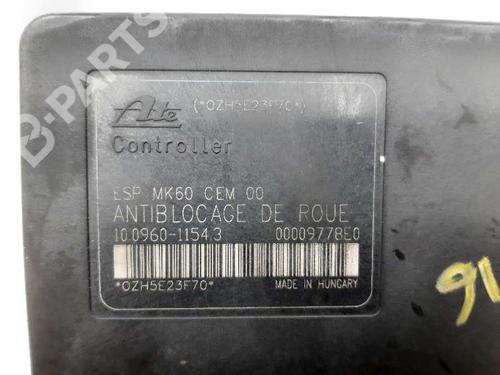 B-PARTS
Ate (*OZH5E23F70*)
Controller
ESP MK60 CEM 00
ANTIBLOCAGE DE ROUE
10.0960-1154.3 00009778E0
*OZH5E23F70* MADE IN HUNGARY
91